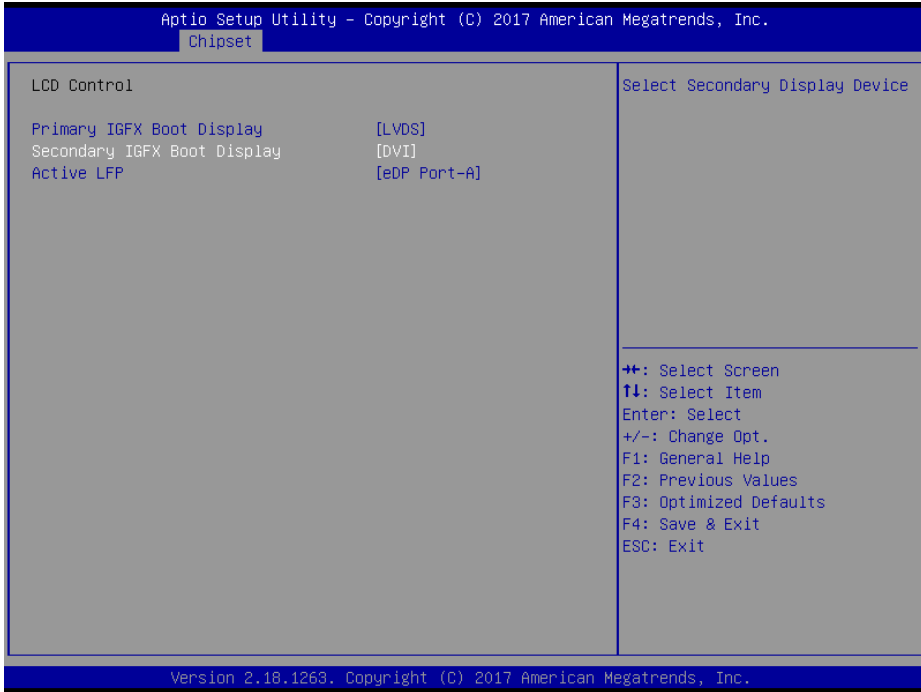 Aptio Setup Utility – Copyright (C) 2017 American Megatrends, Inc.
Chipset
LCD Control
Primary IGFX Boot Display [LVDS]
Secondary IGFX Boot Display [DVI]
Active LFP [eDP Port-A]
Select Secondary Display Device
→←: Select Screen
↑↓: Select Item
Enter: Select
+/-: Change Opt.
F1: General Help
F2: Previous Values
F3: Optimized Defaults
F4: Save & Exit
ESC: Exit
Version 2.18.1263. Copyright (C) 2017 American Megatrends, Inc.